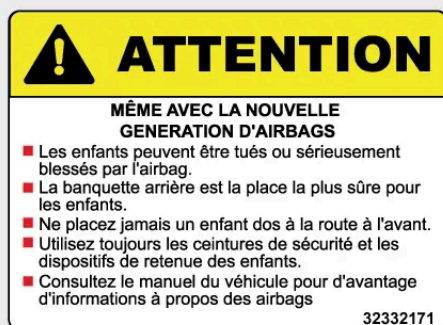 ATTENTION
MÊME AVEC LA NOUVELLE
GENERATION D'AIRBAGS
Les enfants peuvent être tués ou sérieusement
blessés par l'airbag.
La banquette arrière est la place la plus sûre pour
les enfants.
Ne placez jamais un enfant dos à la route à l'avant.
Utilisez toujours les ceintures de sécurité et les
dispositifs de retenue des enfants.
Consultez le manuel du véhicule pour d'avantage
d'informations à propos des airbags
32332171